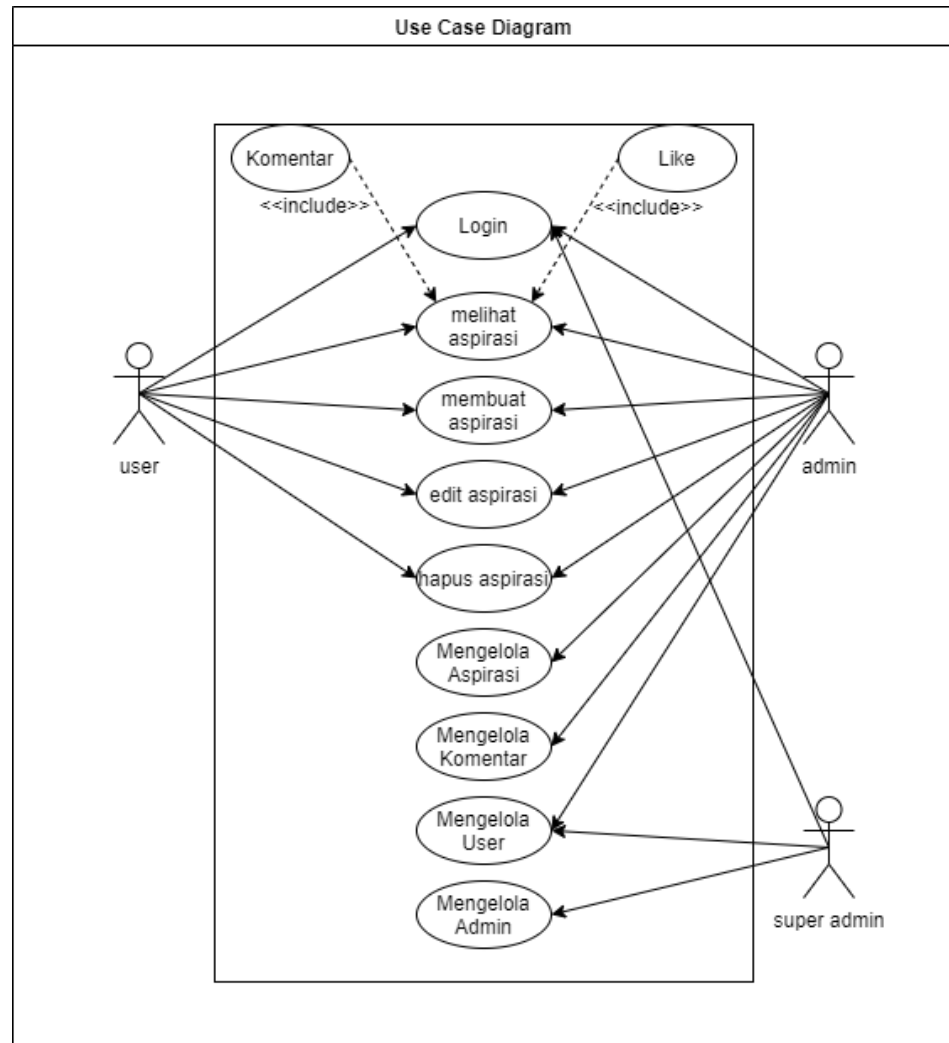 Use Case Diagram
Komentar
Like
<<include>>
<<include>>
Login
melihat
aspirasi
membuat
aspirasi
user
admin
edit aspirasi
hapus aspirasi
Mengelola
Aspirasi
Mengelola
Komentar
Mengelola
User
Mengelola
Admin
super admin